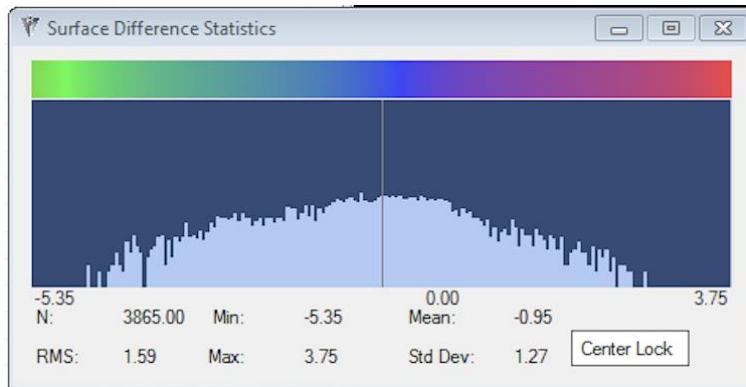 Surface Difference Statistics
-5.35 0.00 3.75
N: 3865.00 Min: -5.35 Mean: -0.95
RMS: 1.59 Max: 3.75 Std Dev: 1.27 Center Lock